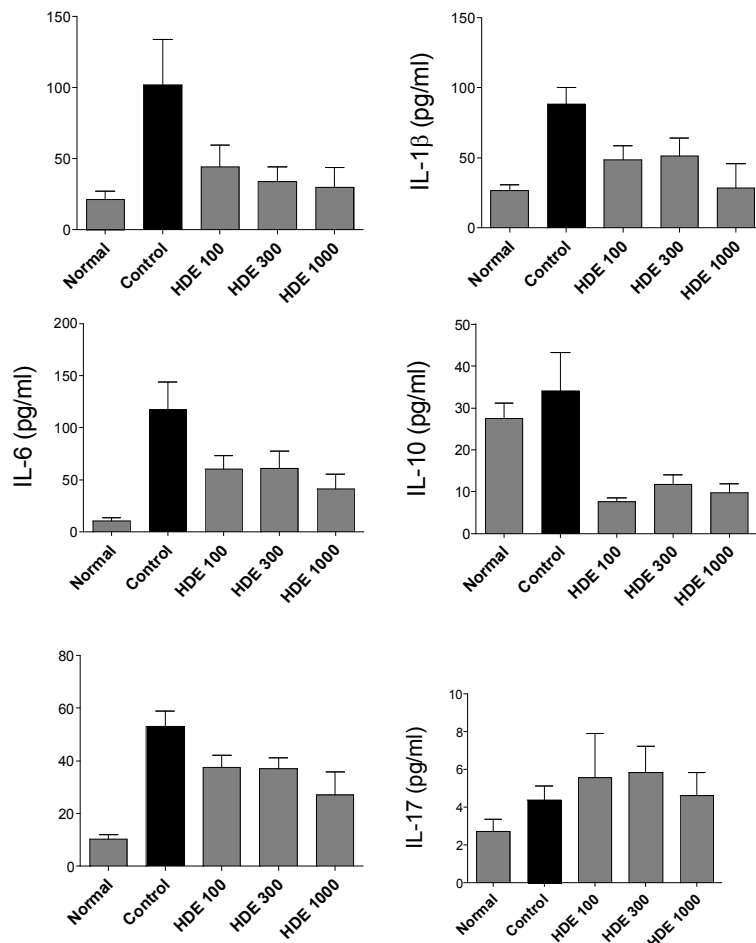 150
100
50
0
Normal
Control
HDE 100
HDE 300
HDE 1000
IL-1β (pg/ml)
150
100
50
0
Normal
Control
HDE 100
HDE 300
HDE 1000
IL-6 (pg/ml)
200
150
100
50
0
Normal
Control
HDE 100
HDE 300
HDE 1000
IL-10 (pg/ml)
50
40
30
20
10
0
Normal
Control
HDE 100
HDE 300
HDE 1000
80
60
40
20
0
Normal
Control
HDE 100
HDE 300
HDE 1000
IL-17 (pg/ml)
10
8
6
4
2
0
Normal
Control
HDE 100
HDE 300
HDE 1000